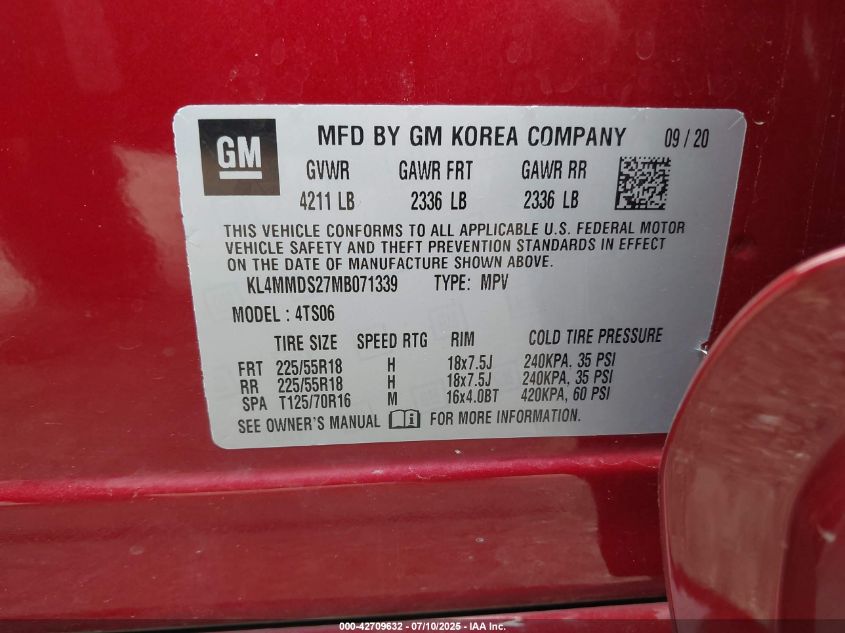 GM
MFD BY GM KOREA COMPANY 09 / 20
GVWR GAWR FRT GAWR RR
4211 LB 2336 LB 2336 LB
THIS VEHICLE CONFORMS TO ALL APPLICABLE U.S. FEDERAL MOTOR
VEHICLE SAFETY AND THEFT PREVENTION STANDARDS IN EFFECT
ON THE DATE OF MANUFACTURE SHOWN ABOVE.
KL4MMDS27MB071339 TYPE: MPV
MODEL : 4TS06
TIRE SIZE SPEED RTG RIM COLD TIRE PRESSURE
FRT 225/55R18 H 18x7.5J 240KPA, 35 PSI
RR 225/55R18 H 18x7.5J 240KPA, 35 PSI
SPA T125/70R16 M 16x4.0BT 420KPA, 60 PSI
SEE OWNER'S MANUAL FOR MORE INFORMATION.
000-42709632 - 07/10/2025 - IAA Inc.